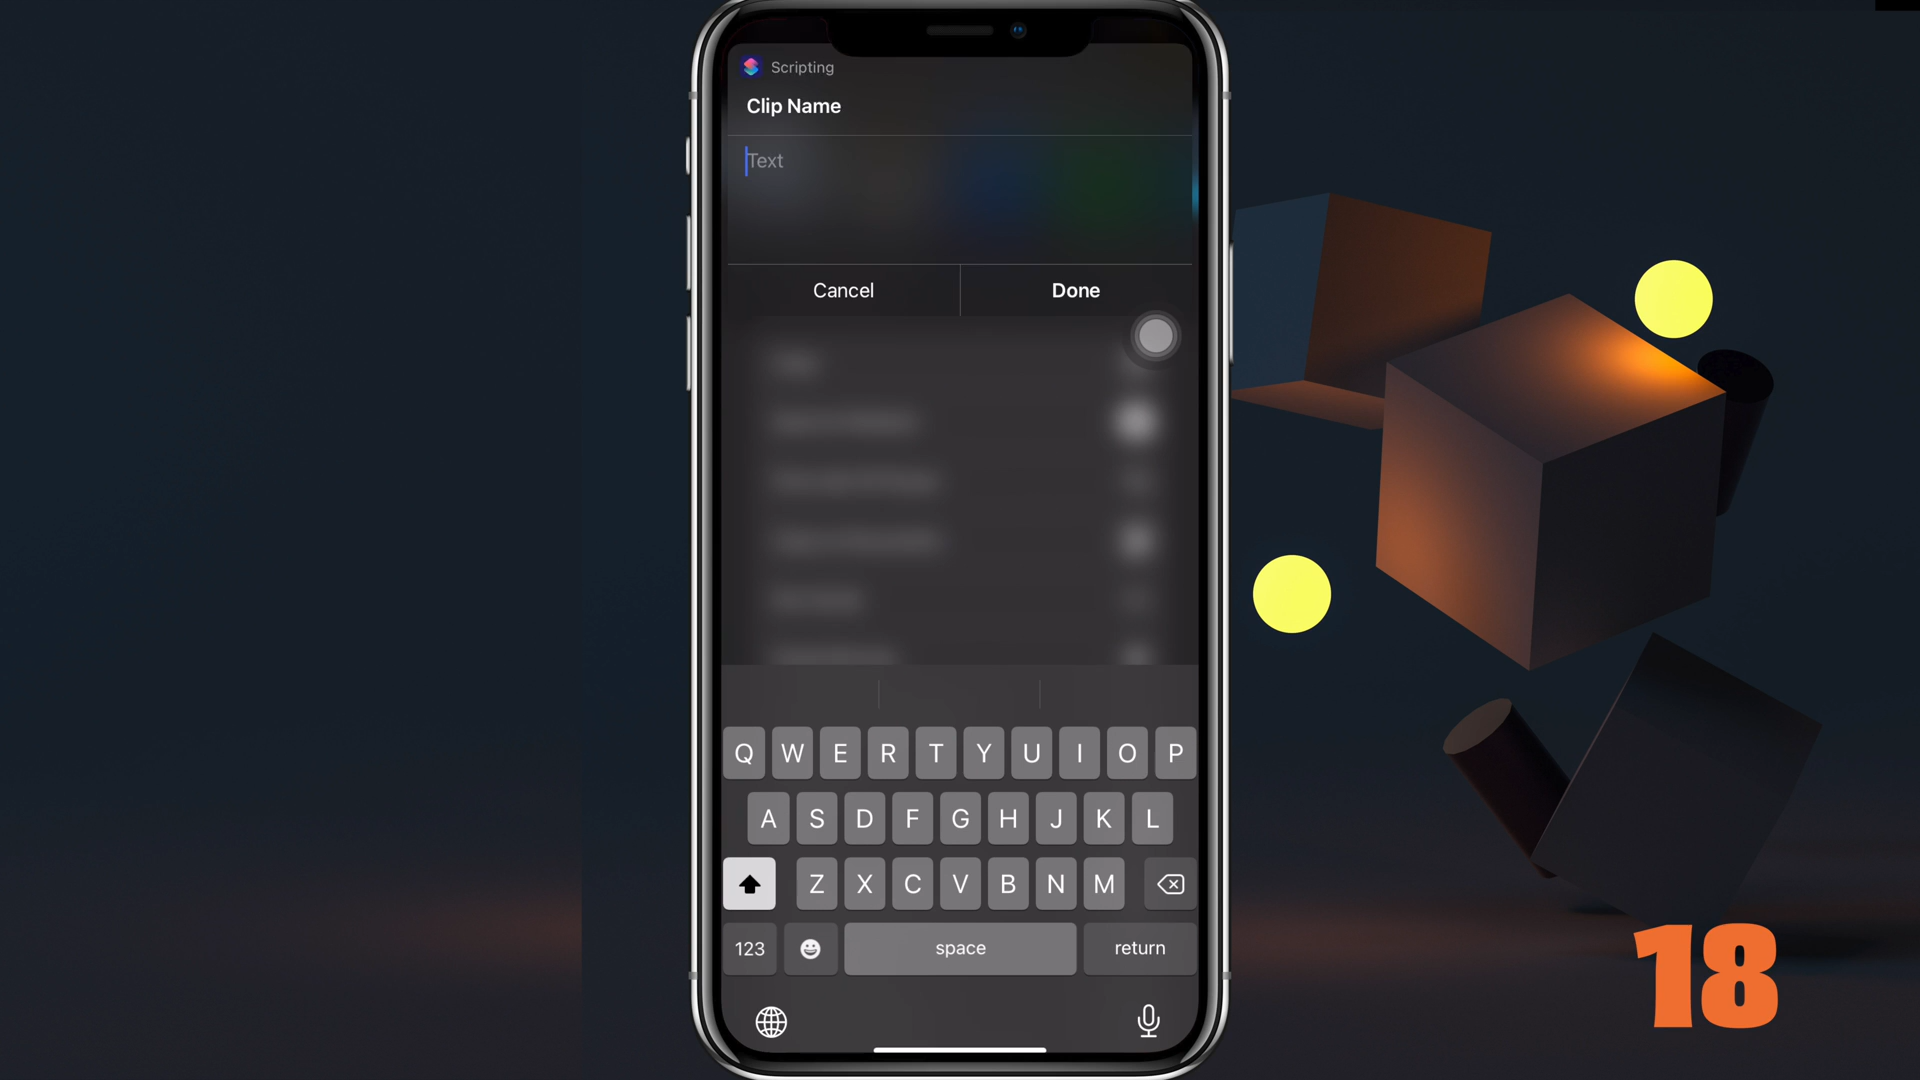 Scripting
Clip Name
Text
Cancel
Done
Q W E R T Y U I O P
A S D F G H J K L
Z X C V B N M
123
space
return
18